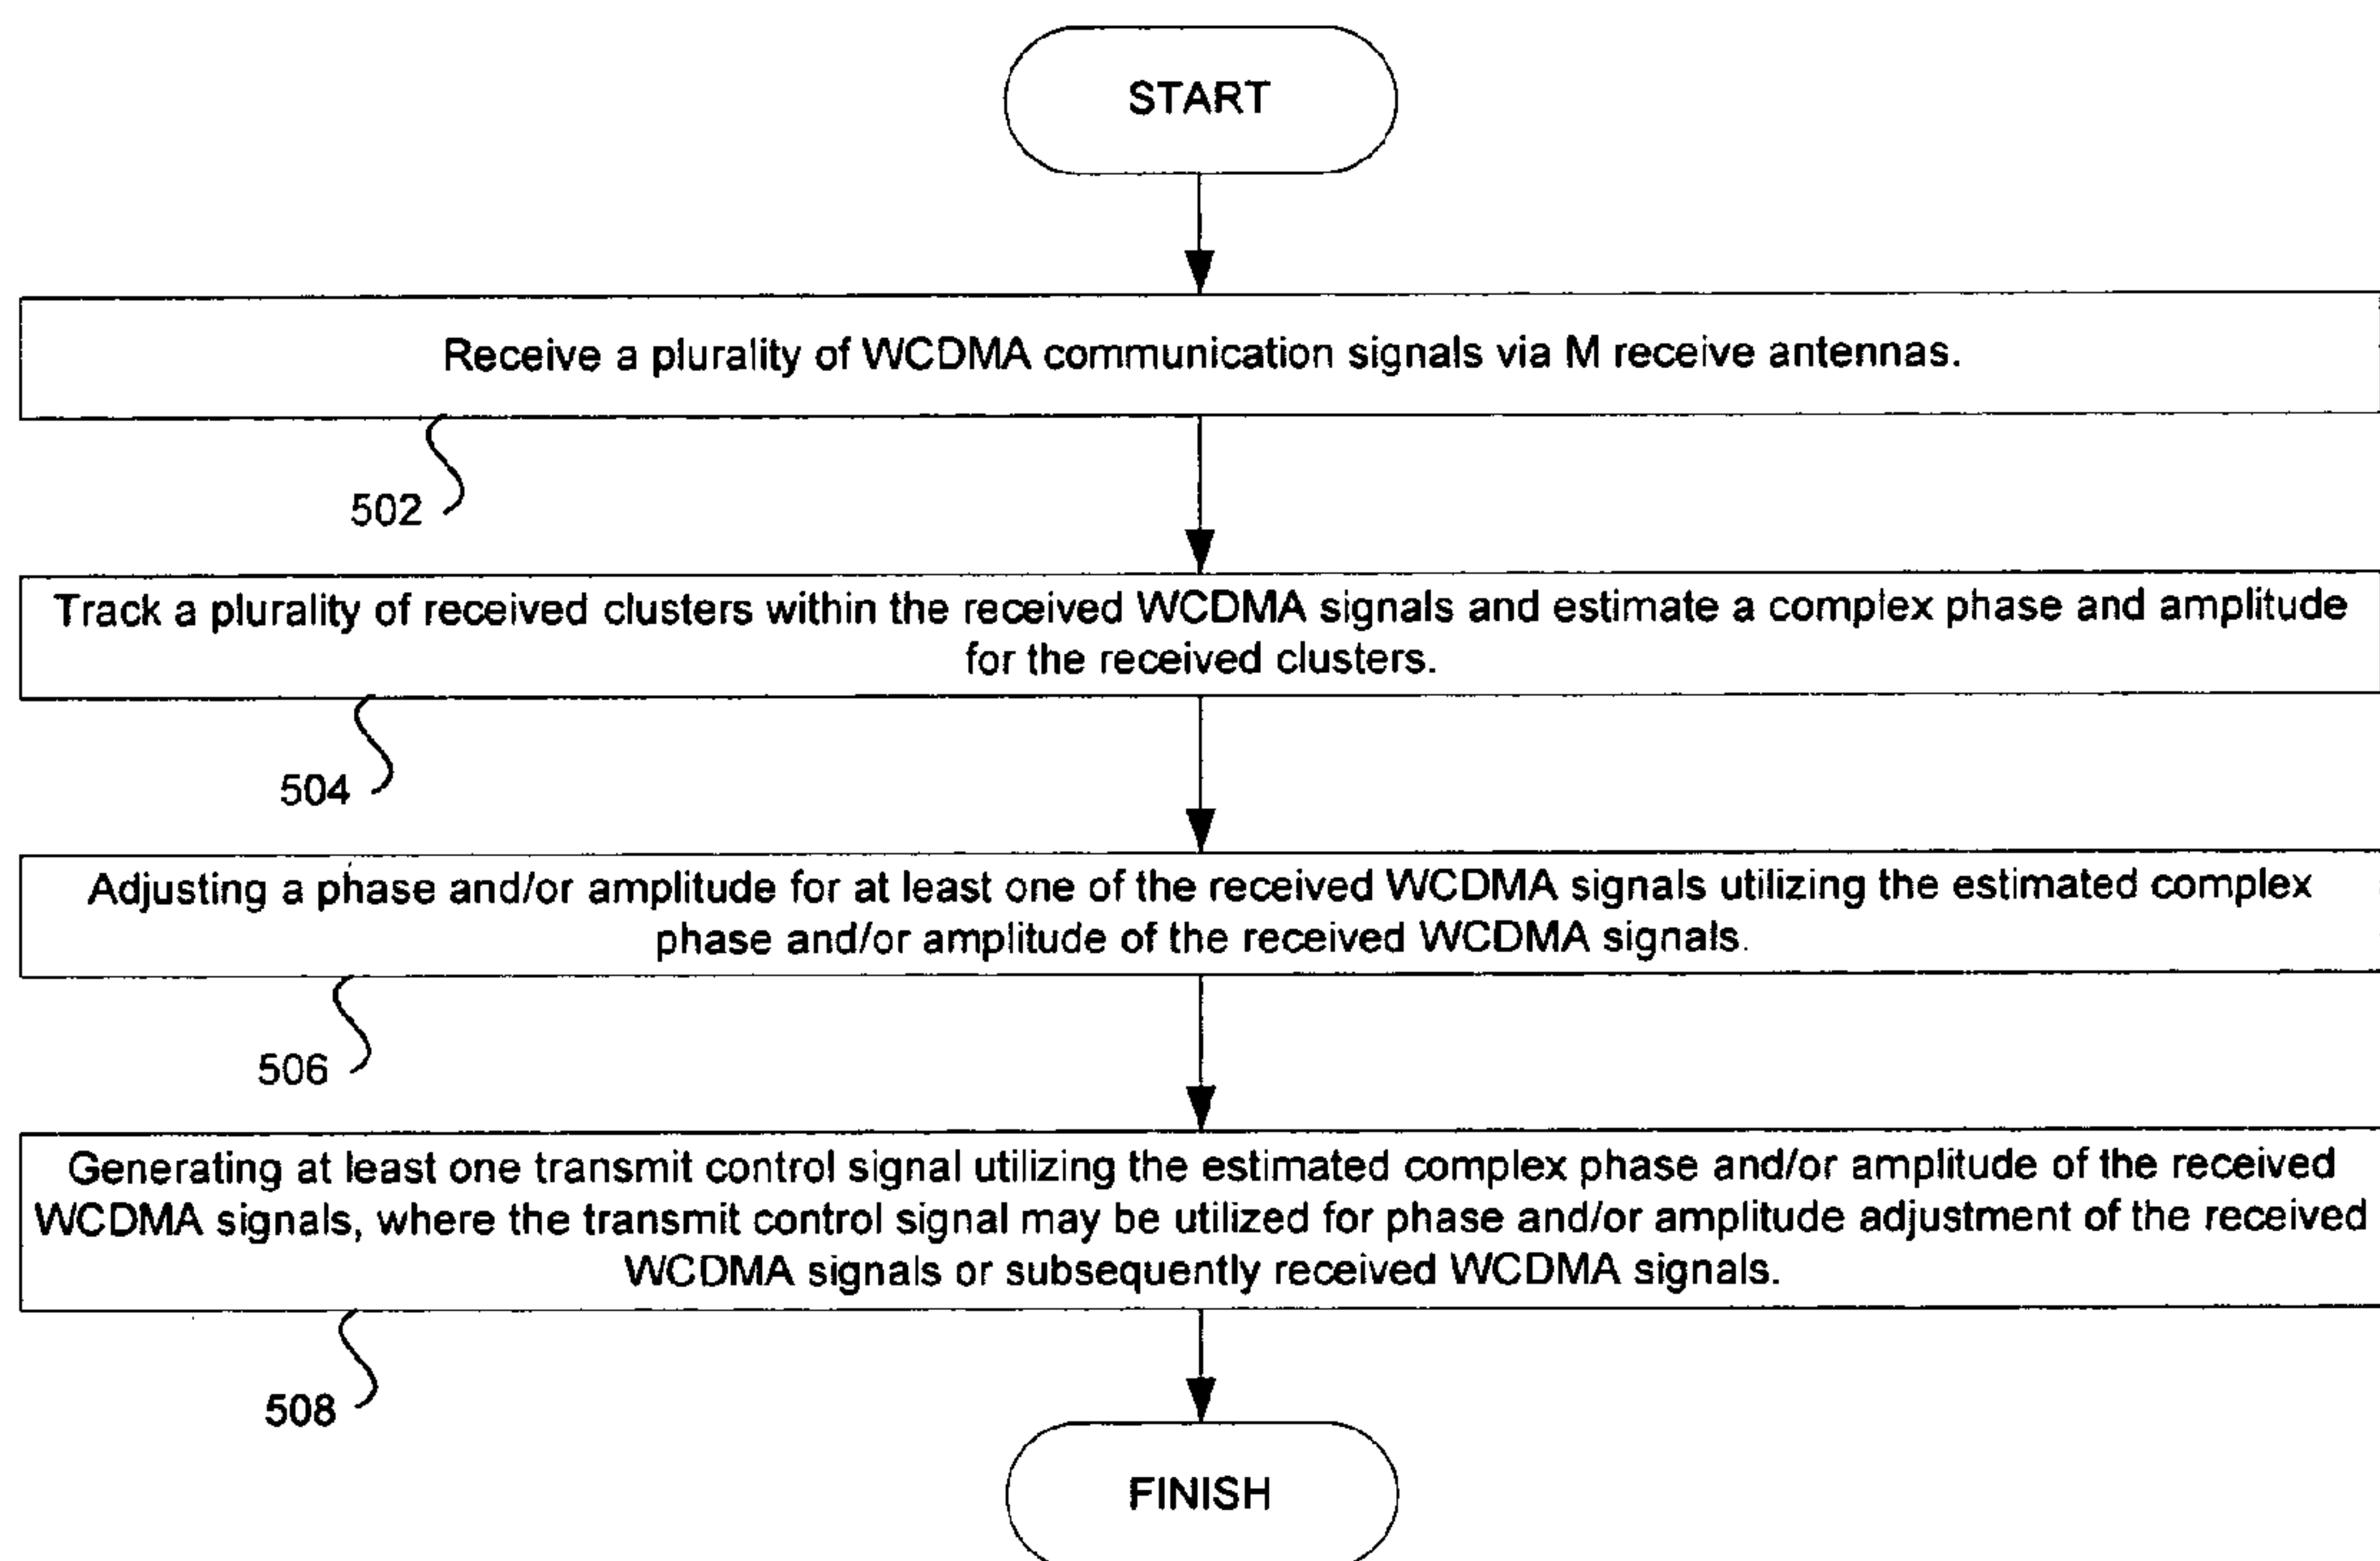 START
Receive a plurality of WCDMA communication signals via M receive antennas.
502
Track a plurality of received clusters within the received WCDMA signals and estimate a complex phase and amplitude
for the received clusters.
504
Adjusting a phase and/or amplitude for at least one of the received WCDMA signals utilizing the estimated complex
phase and/or amplitude of the received WCDMA signals.
506
Generating at least one transmit control signal utilizing the estimated complex phase and/or amplitude of the received
WCDMA signals, where the transmit control signal may be utilized for phase and/or amplitude adjustment of the received
WCDMA signals or subsequently received WCDMA signals.
508
FINISH